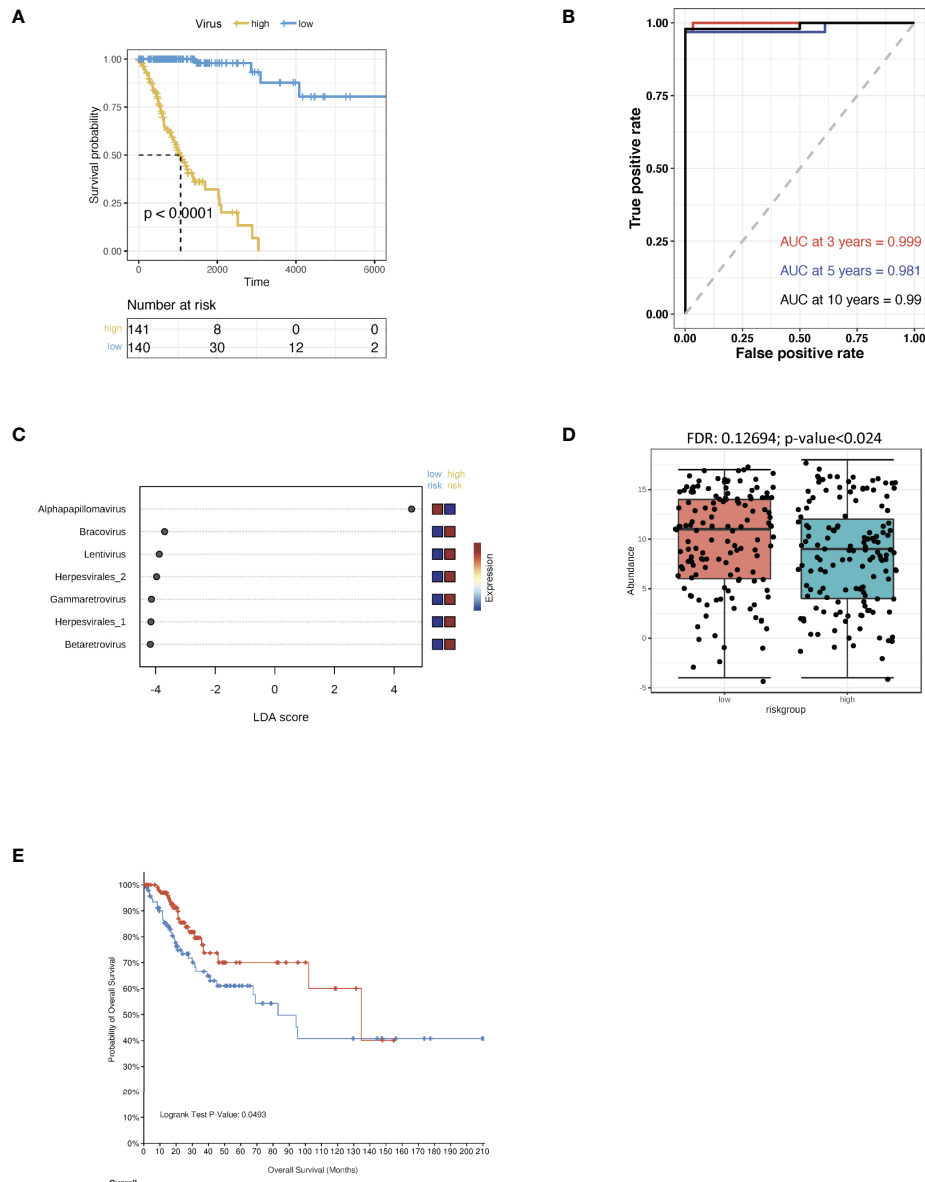 A
Virus high low
1.00
0.75
0.50
0.25
0.00
Survival probability
p < 0.0001
0 2000 4000 6000
Time
Number at risk
high 141 8 0 0
low 140 30 12 2
B
1.00
0.75
0.50
0.25
0.00
True positive rate
AUC at 3 years = 0.999
AUC at 5 years = 0.981
AUC at 10 years = 0.99
0.00 0.25 0.50 0.75 1.00
False positive rate
C
low high
risk risk
Alphapapillomavirus
Bracovirus
Lentivirus
Herpesvirales_2
Gammaretrovirus
Herpesvirales_1
Betaretrovirus
Expression
-4 -2 0 2 4
LDA score
D
FDR: 0.12694; p-value<0.024
15
10
5
0
-5
Abundance
low high
riskgroup
E
100%
90%
80%
70%
60%
50%
40%
30%
20%
10%
0%
Probability of Overall Survival
Logrank Test P-Value: 0.0493
0 10 20 30 40 50 60 70 80 90 100 110 120 130 140 150 160 170 180 190 200 210
Overall Survival (Months)
Overall